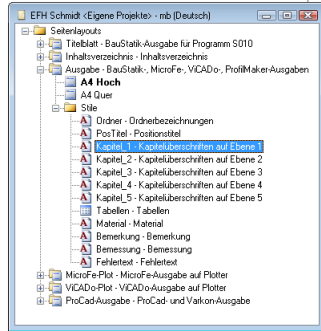 EFH Schmidt <Eigene Projekte> - mb (Deutsch)
Seitenlayouts
Titelblatt - BauStatik-Ausgabe für Programm S010
Inhaltsverzeichnis - Inhaltsverzeichnis
Ausgabe - BauStatik-, MicroFe-, ViCADo-, ProfilMaker-Ausgaben
A4 Hoch
A4 Quer
Stile
Ordner - Ordnerbezeichnungen
PosTitel - Positionstitel
Kapitel_1 - Kapitelüberschriften auf Ebene 1
Kapitel_2 - Kapitelüberschriften auf Ebene 2
Kapitel_3 - Kapitelüberschriften auf Ebene 3
Kapitel_4 - Kapitelüberschriften auf Ebene 4
Kapitel_5 - Kapitelüberschriften auf Ebene 5
Tabellen - Tabellen
Material - Material
Bemerkung - Bemerkung
Bemessung - Bemessung
Fehlertext - Fehlertext
MicroFe-Plot - MicroFe-Ausgabe auf Plotter
ViCADo-Plot - ViCADo-Ausgabe auf Plotter
ProCad-Ausgabe - ProCad- und Varkon-Ausgabe